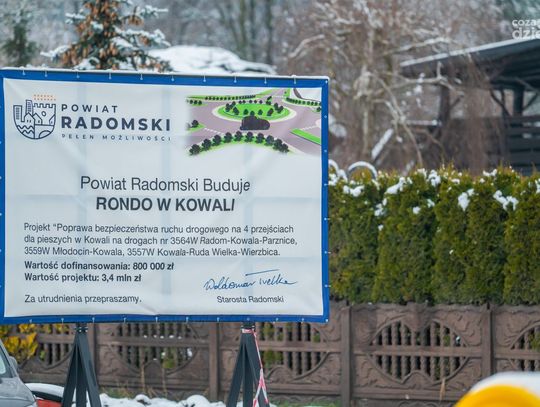 POWIAT
RADOMSKI
PEŁEN MOŻLIWOŚCI
Powiat Radomski Buduje
RONDO W KOWALI
Projekt "Poprawa bezpieczeństwa ruchu drogowego na 4 przejściach
dla pieszych w Kowali na drogach nr 3564W Radom-Kowala-Parznice,
3559W Młodocin-Kowala, 3557W Kowala-Ruda Wielka-Wierzbica.
Wartość dofinansowania: 800 000 zł
Wartość projektu: 3,4 mln zł
Za utrudnienia przepraszamy.
Waldemar Trelka
Starosta Radomski